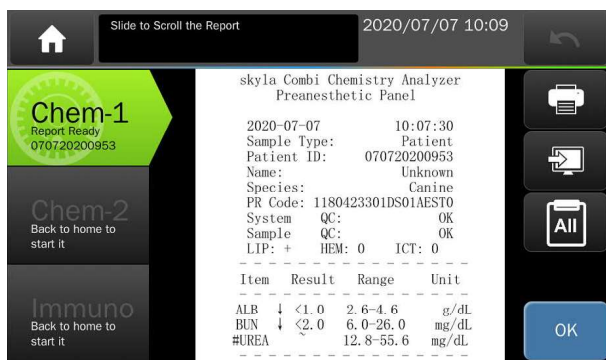 Slide to Scroll the Report
2020/07/07 10:09
Chem-1
Report Ready
070720200953
Chem-2
Back to home to
start it
Immuno
Back to home to
start it
skyla Combi Chemistry Analyzer
Preanesthetic Panel
2020-07-07 10:07:30
Sample Type: Patient
Patient ID: 070720200953
Name: Unknown
Species: Canine
PR Code: 1180423301DS01AEST0
System QC: OK
Sample QC: OK
LIP: + HEM: 0 ICT: 0
Item Result Range Unit
ALB ↓ <1.0 2.6-4.6 g/dL
BUN ↓ <2.0 6.0-26.0 mg/dL
#UREA ~ 12.8-55.6 mg/dL
All
OK